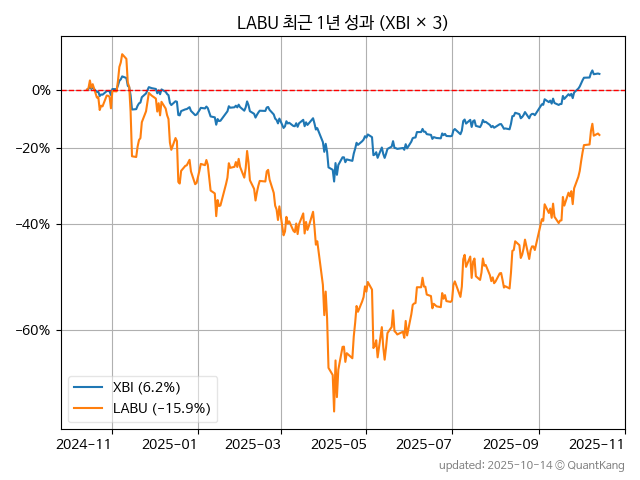 LABU 최근 1년 성과 (XBI × 3)
0%
−20%
−40%
−60%
XBI (6.2%)
LABU (−15.9%)
2024-11
2025-01
2025-03
2025-05
2025-07
2025-09
2025-11
updated: 2025-10-14 © QuantKang